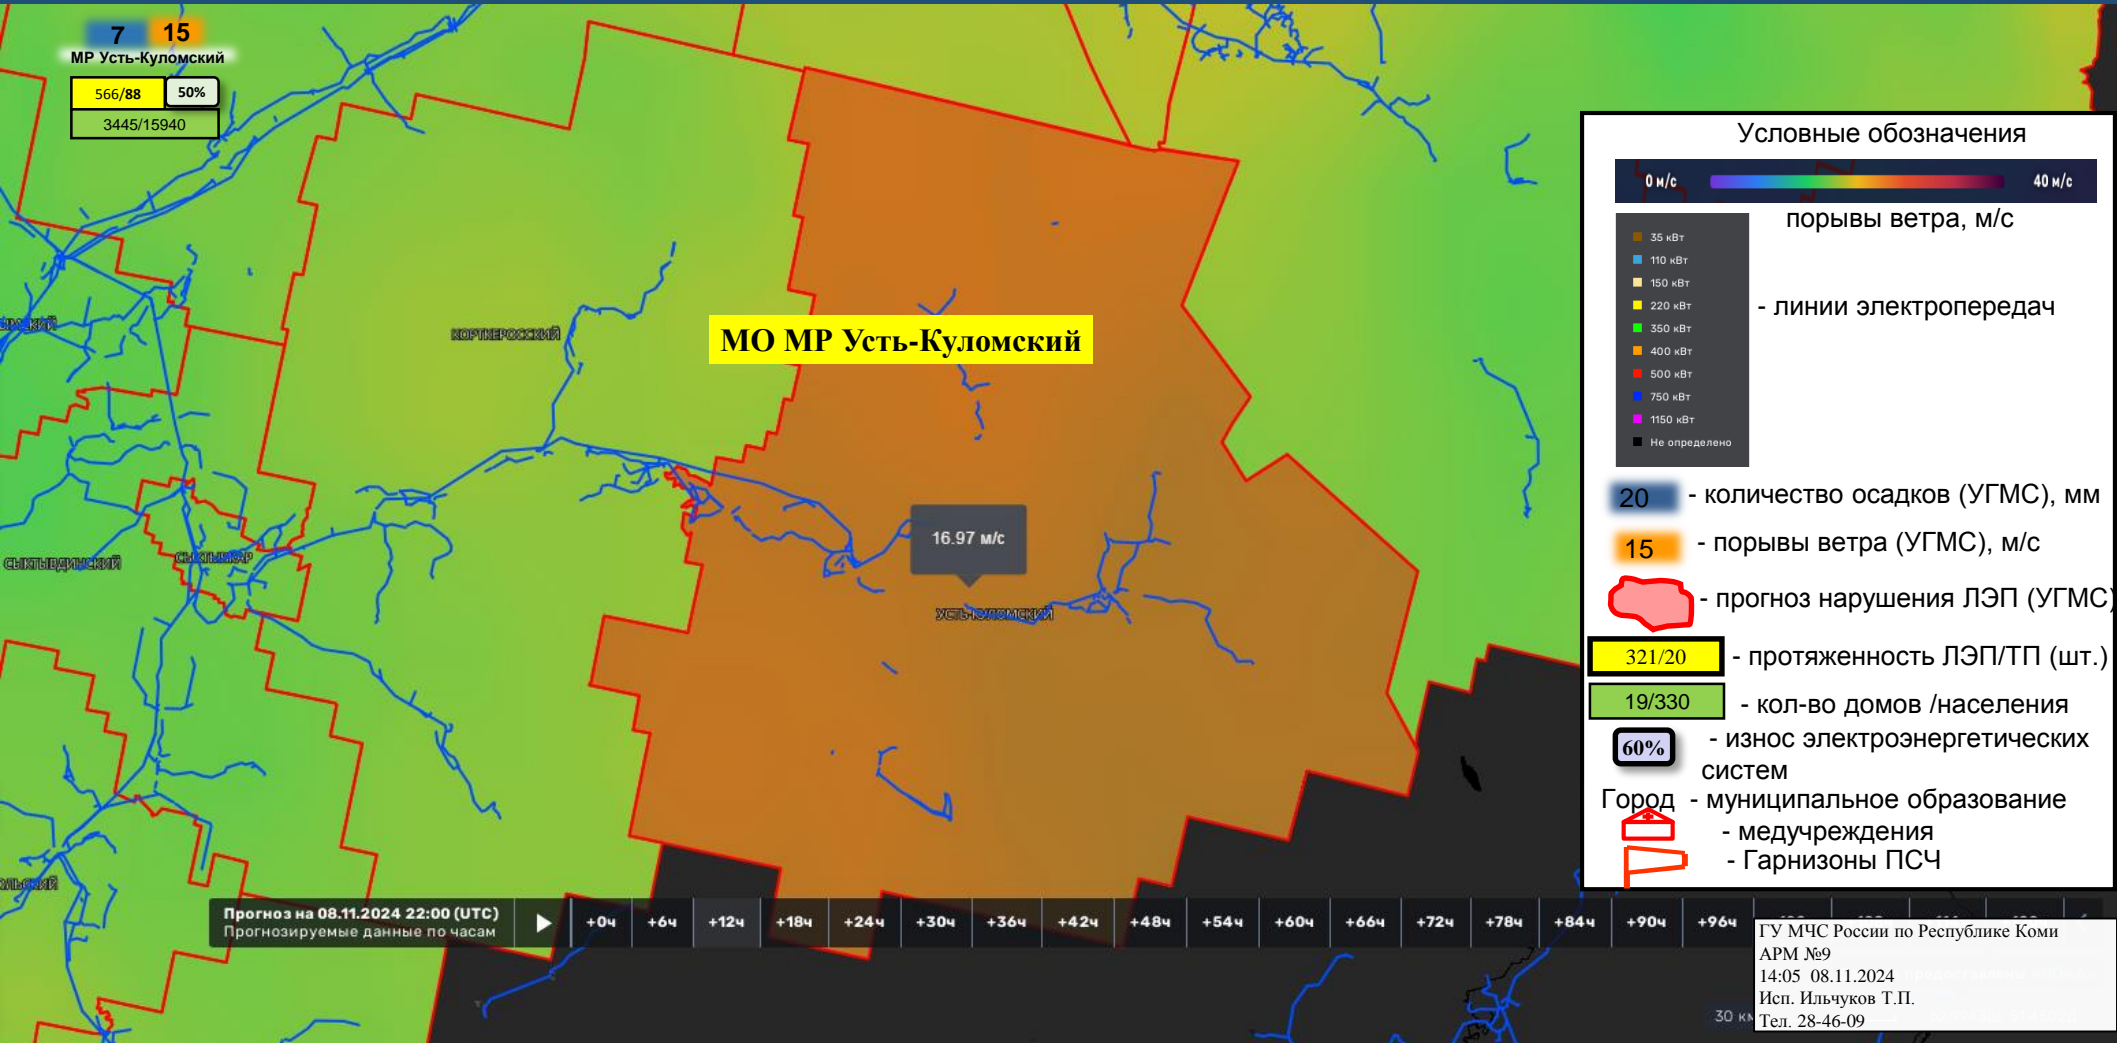 7 15
МР Усть-Куломский
566/88 50%
3445/15940
КОРТКЕРОССКИЙ
МО МР Усть-Куломский
16.97 м/с
УСТЬ-КУЛОМСКИЙ
СЫКТЫВДИНСКИЙ
СЫКТЫВКАР
Условные обозначения
0 м/с 40 м/с
порывы ветра, м/с
35 кВт
110 кВт
150 кВт
220 кВт
350 кВт
400 кВт
500 кВт
750 кВт
1150 кВт
Не определено
- линии электропередач
20 - количество осадков (УГМС), мм
15 - порывы ветра (УГМС), м/с
- прогноз нарушения ЛЭП (УГМС)
321/20 - протяженность ЛЭП/ТП (шт.)
19/330 - кол-во домов /населения
60% - износ электроэнергетических
систем
Город - муниципальное образование
- медучреждения
- Гарнизоны ПСЧ
Прогноз на 08.11.2024 22:00 (UTC)
Прогнозируемые данные по часам
+0ч +6ч +12ч +18ч +24ч +30ч +36ч +42ч +48ч +54ч +60ч +66ч +72ч +78ч +84ч +90ч +96ч
ГУ МЧС России по Республике Коми
АРМ №9
14:05 08.11.2024
Исп. Ильчуков Т.П.
Тел. 28-46-09
30 км